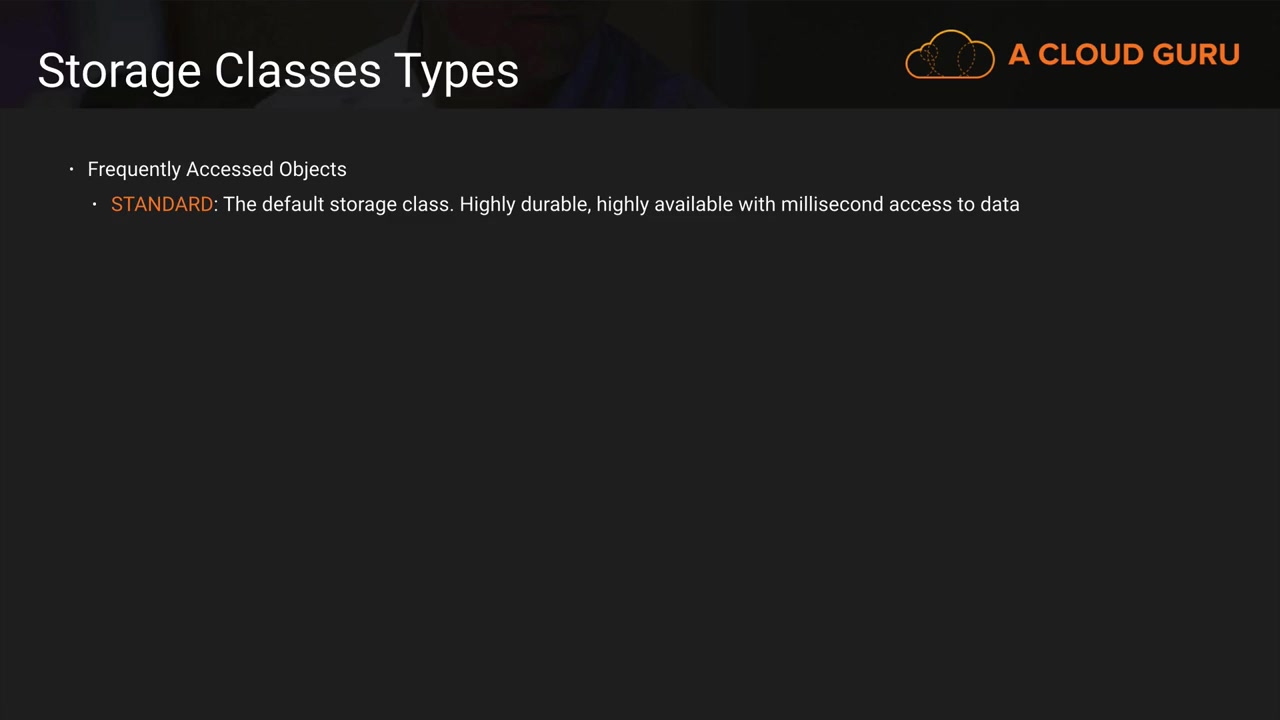 Storage Classes Types
A CLOUD GURU
· Frequently Accessed Objects
· STANDARD: The default storage class. Highly durable, highly available with millisecond access to data